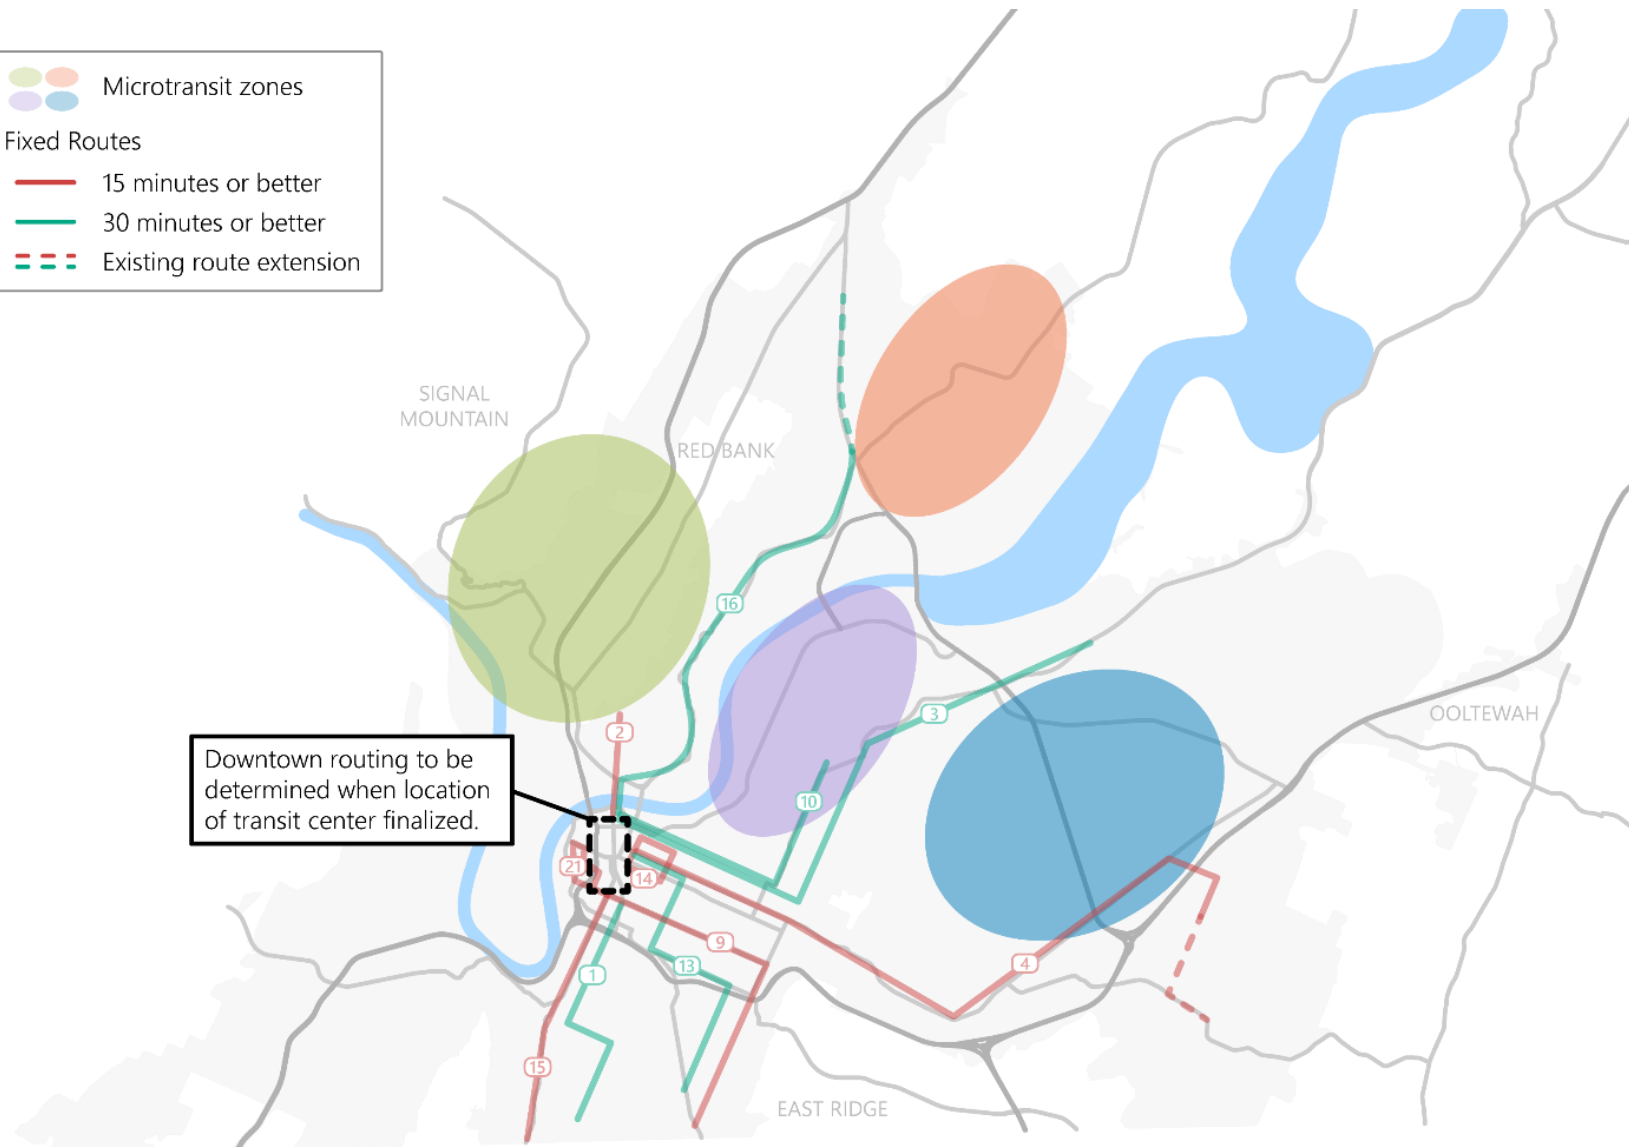 Microtransit zones
Fixed Routes
15 minutes or better
30 minutes or better
Existing route extension
SIGNAL
MOUNTAIN
RED BANK
16
2
3
OOLTEWAH
Downtown routing to be
determined when location
of transit center finalized.
10
21
14
9
4
13
1
15
EAST RIDGE